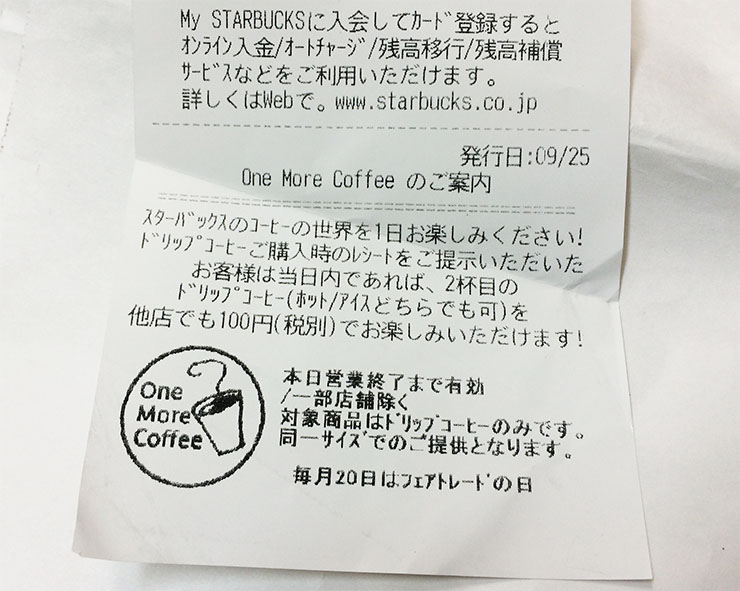 My STARBUCKSに入会してｶｰﾄﾞ登録すると
ｵﾝﾗｲﾝ入金/ｵｰﾄﾁｬｰｼﾞ/残高移行/残高補償
ｻｰﾋﾞｽなどをご利用いただけます。
詳しくはWebで。www.starbucks.co.jp
発行日:09/25
One More Coffee のご案内
ｽﾀｰﾊﾞｯｸｽのｺｰﾋｰの世界を1日お楽しみください!
ﾄﾞﾘｯﾌﾟｺｰﾋｰご購入時のﾚｼｰﾄをご提示いただいた
お客様は当日内であれば、2杯目の
ﾄﾞﾘｯﾌﾟｺｰﾋｰ(ﾎｯﾄ/ｱｲｽどちらでも可)を
他店でも100円(税別)でお楽しみいただけます!
One
More
Coffee
本日営業終了まで有効
/一部店舗除く
対象商品はﾄﾞﾘｯﾌﾟｺｰﾋｰのみです。
同一ｻｲｽﾞでのご提供となります。
毎月20日はﾌｪｱﾄﾚｰﾄﾞの日